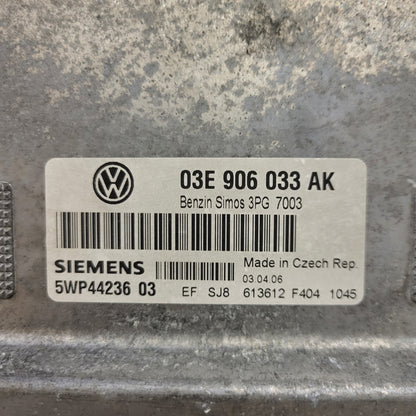 03E 906 033 AK
Benzin Simos 3PG 7003
SIEMENS
Made in Czech Rep.
03.04.06
5WP44236 03
EF SJ8 613612 F404 1045